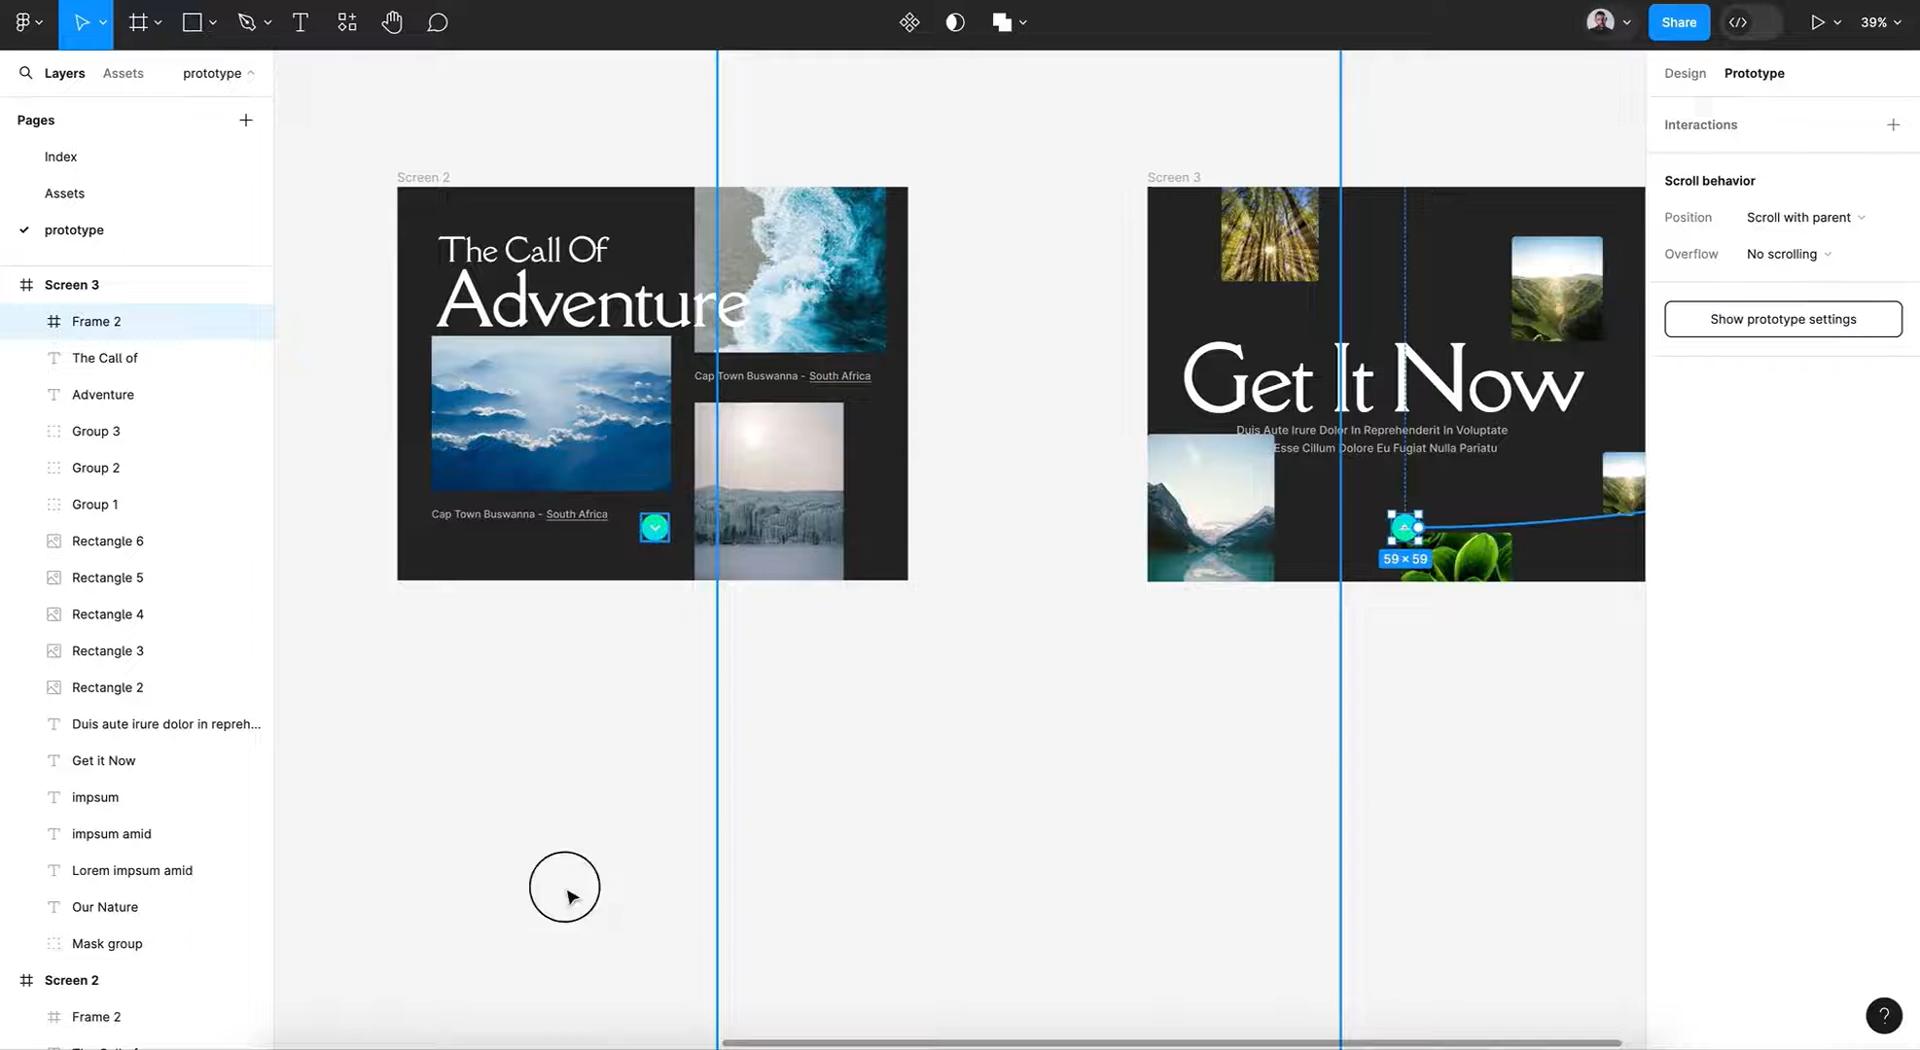 Share
39%
Layers
Assets
prototype
Design
Prototype
Pages
Interactions
Index
Assets
prototype
Scroll behavior
Position
Scroll with parent
Overflow
No scrolling
Show prototype settings
Screen 3
Frame 2
The Call of
Adventure
Group 3
Group 2
Group 1
Rectangle 6
Rectangle 5
Rectangle 4
Rectangle 3
Rectangle 2
Duis aute irure dolor in repreh...
Get it Now
impsum
impsum amid
Lorem impsum amid
Our Nature
Mask group
Screen 2
Frame 2
Screen 2
The Call Of
Adventure
Cap Town Buswanna - South Africa
Cap Town Buswanna - South Africa
Screen 3
Get It Now
Duis Aute Irure Dolor In Reprehenderit In Voluptate
Esse Cillum Dolore Eu Fugiat Nulla Pariatu
59 × 59
?